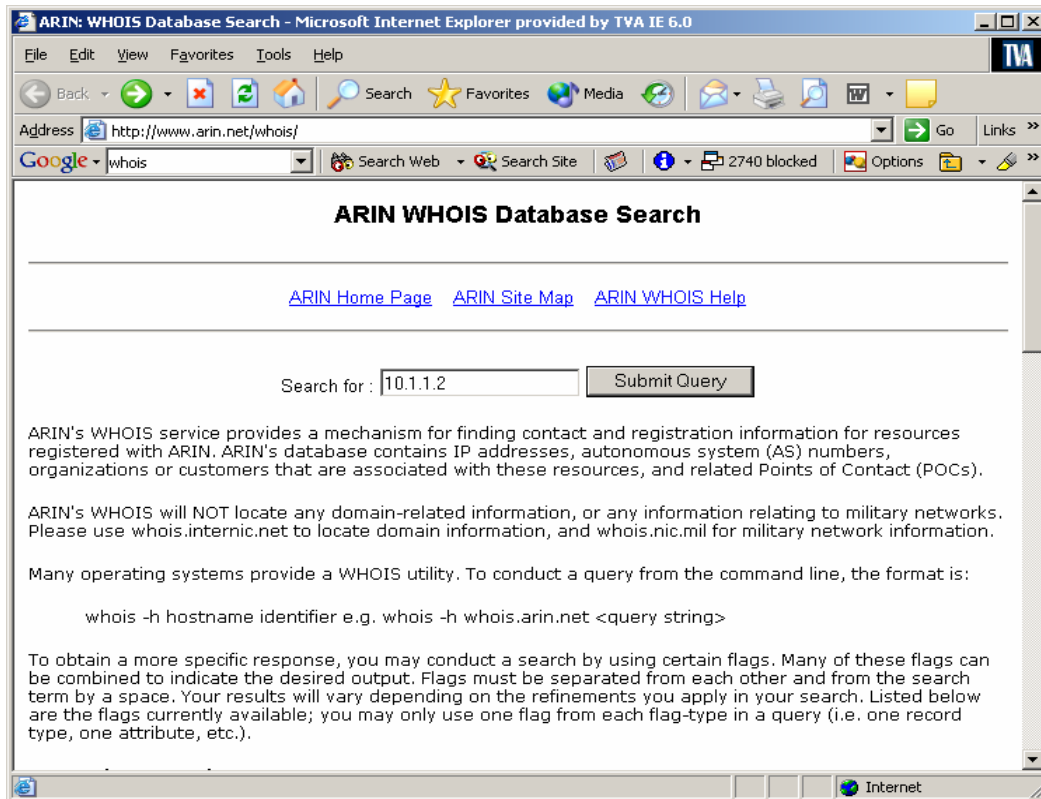 ARIN: WHOIS Database Search - Microsoft Internet Explorer provided by TVA IE 6.0
File Edit View Favorites Tools Help
TVA
Back Search Favorites Media
Address http://www.arin.net/whois/ Go Links »
Google whois Search Web Search Site 2740 blocked Options »
ARIN WHOIS Database Search
ARIN Home Page ARIN Site Map ARIN WHOIS Help
Search for : 10.1.1.2 Submit Query
ARIN's WHOIS service provides a mechanism for finding contact and registration information for resources
registered with ARIN. ARIN's database contains IP addresses, autonomous system (AS) numbers,
organizations or customers that are associated with these resources, and related Points of Contact (POCs).
ARIN's WHOIS will NOT locate any domain-related information, or any information relating to military networks.
Please use whois.internic.net to locate domain information, and whois.nic.mil for military network information.
Many operating systems provide a WHOIS utility. To conduct a query from the command line, the format is:
whois -h hostname identifier e.g. whois -h whois.arin.net <query string>
To obtain a more specific response, you may conduct a search by using certain flags. Many of these flags can
be combined to indicate the desired output. Flags must be separated from each other and from the search
term by a space. Your results will vary depending on the refinements you apply in your search. Listed below
are the flags currently available; you may only use one flag from each flag-type in a query (i.e. one record
type, one attribute, etc.).
Internet